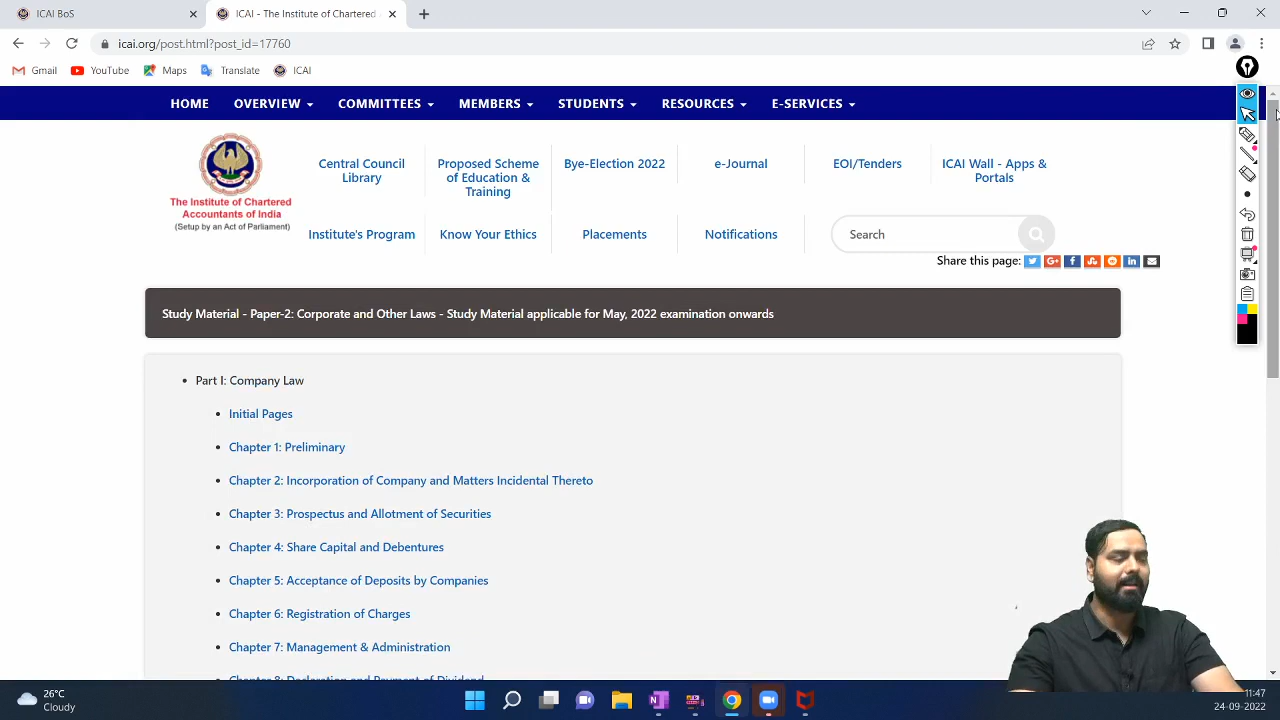 ICAI BoS
ICAI - The Institute of Chartered
icai.org/post.html?post_id=17760
Gmail
YouTube
Maps
Translate
ICAI
HOME
OVERVIEW
COMMITTEES
MEMBERS
STUDENTS
RESOURCES
E-SERVICES
The Institute of Chartered
Accountants of India
(Setup by an Act of Parliament)
Central Council
Library
Proposed Scheme
of Education &
Training
Bye-Election 2022
e-Journal
EOI/Tenders
ICAI Wall - Apps &
Portals
Institute's Program
Know Your Ethics
Placements
Notifications
Search
Share this page:
Study Material - Paper-2: Corporate and Other Laws - Study Material applicable for May, 2022 examination onwards
Part I: Company Law
Initial Pages
Chapter 1: Preliminary
Chapter 2: Incorporation of Company and Matters Incidental Thereto
Chapter 3: Prospectus and Allotment of Securities
Chapter 4: Share Capital and Debentures
Chapter 5: Acceptance of Deposits by Companies
Chapter 6: Registration of Charges
Chapter 7: Management & Administration
Chapter 8: Declaration and Payment of Dividend
26°C
Cloudy
11:47
24-09-2022